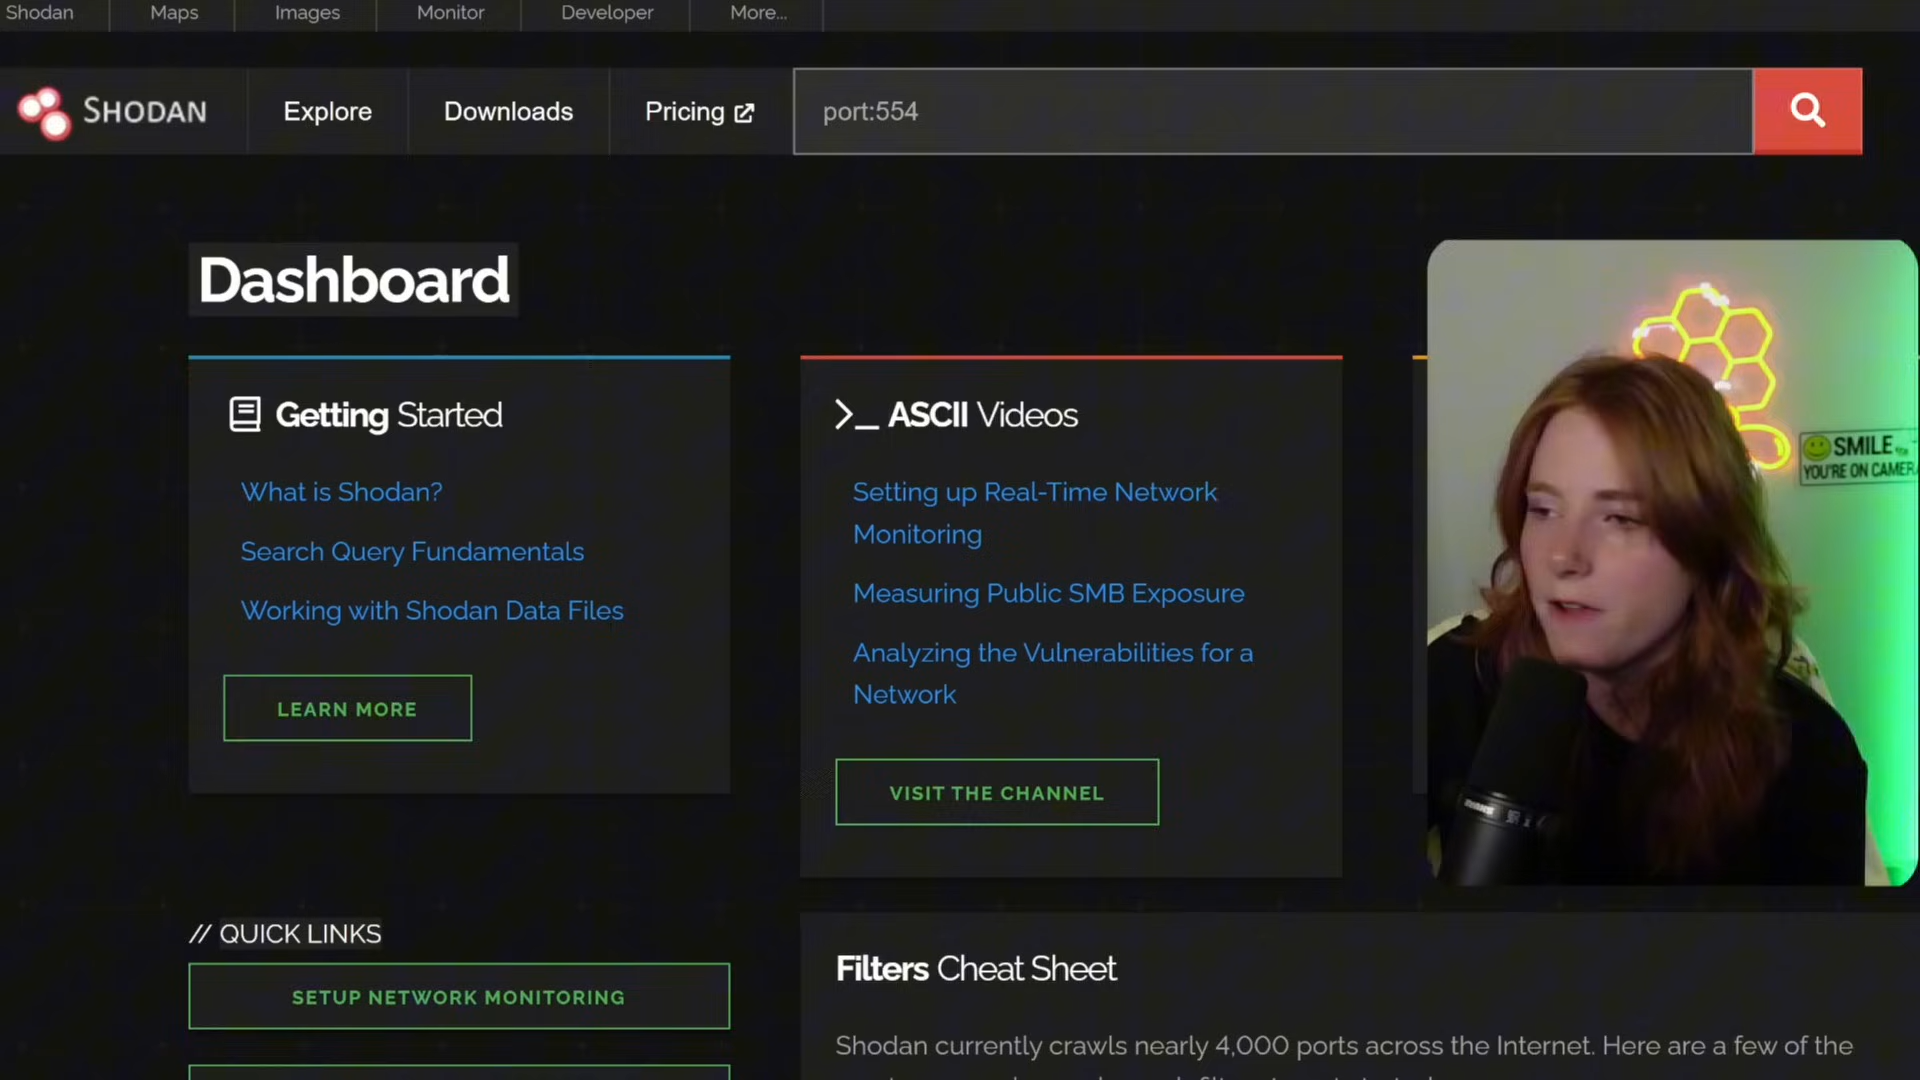 Shodan Maps Images Monitor Developer More...
SHODAN Explore Downloads Pricing port:554
Dashboard
Getting Started
What is Shodan?
Search Query Fundamentals
Working with Shodan Data Files
LEARN MORE
>_ ASCII Videos
Setting up Real-Time Network
Monitoring
Measuring Public SMB Exposure
Analyzing the Vulnerabilities for a
Network
VISIT THE CHANNEL
SMILE
YOU'RE ON CAMERA
// QUICK LINKS
SETUP NETWORK MONITORING
Filters Cheat Sheet
Shodan currently crawls nearly 4,000 ports across the Internet. Here are a few of the